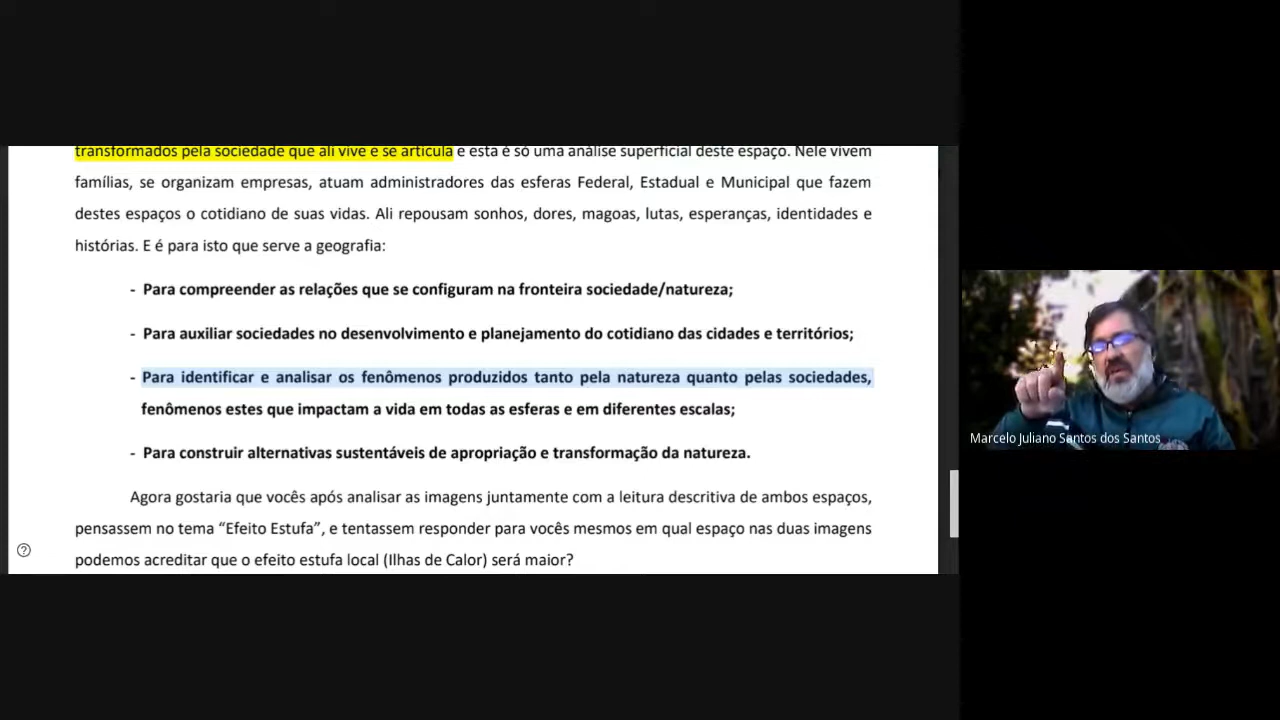 transformados pela sociedade que ali vive e se articula e esta é só uma análise superficial deste espaço. Nele vivem
famílias, se organizam empresas, atuam administradores das esferas Federal, Estadual e Municipal que fazem
destes espaços o cotidiano de suas vidas. Ali repousam sonhos, dores, magoas, lutas, esperanças, identidades e
histórias. E é para isto que serve a geografia:
- Para compreender as relações que se configuram na fronteira sociedade/natureza;
- Para auxiliar sociedades no desenvolvimento e planejamento do cotidiano das cidades e territórios;
- Para identificar e analisar os fenômenos produzidos tanto pela natureza quanto pelas sociedades,
fenômenos estes que impactam a vida em todas as esferas e em diferentes escalas;
- Para construir alternativas sustentáveis de apropriação e transformação da natureza.
Agora gostaria que vocês após analisar as imagens juntamente com a leitura descritiva de ambos espaços,
pensassem no tema “Efeito Estufa”, e tentassem responder para vocês mesmos em qual espaço nas duas imagens
podemos acreditar que o efeito estufa local (Ilhas de Calor) será maior?
Marcelo Juliano Santos dos Santos